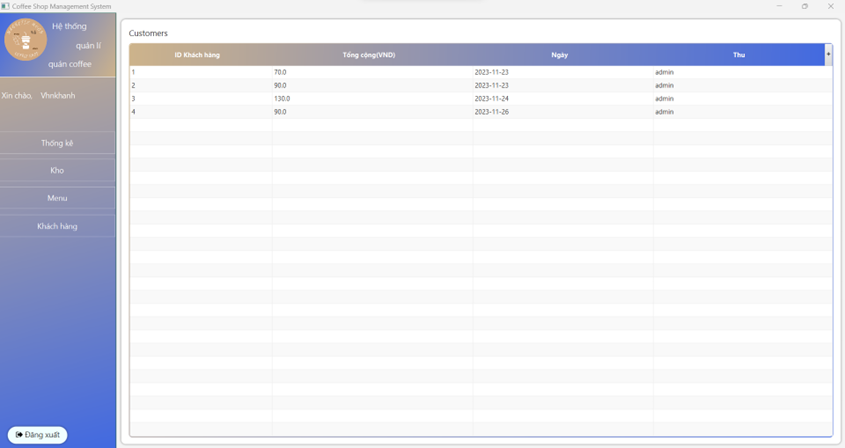 Coffee Shop Management System
Hệ thống
quản lí
quán coffee
Xin chào, Vhnkhanh
Thống kê
Kho
Menu
Khách hàng
Đăng xuất
Customers
ID Khách hàng Tổng cộng(VND) Ngày Thu +
1 70.0 2023-11-23 admin
2 90.0 2023-11-23 admin
3 130.0 2023-11-24 admin
4 90.0 2023-11-26 admin